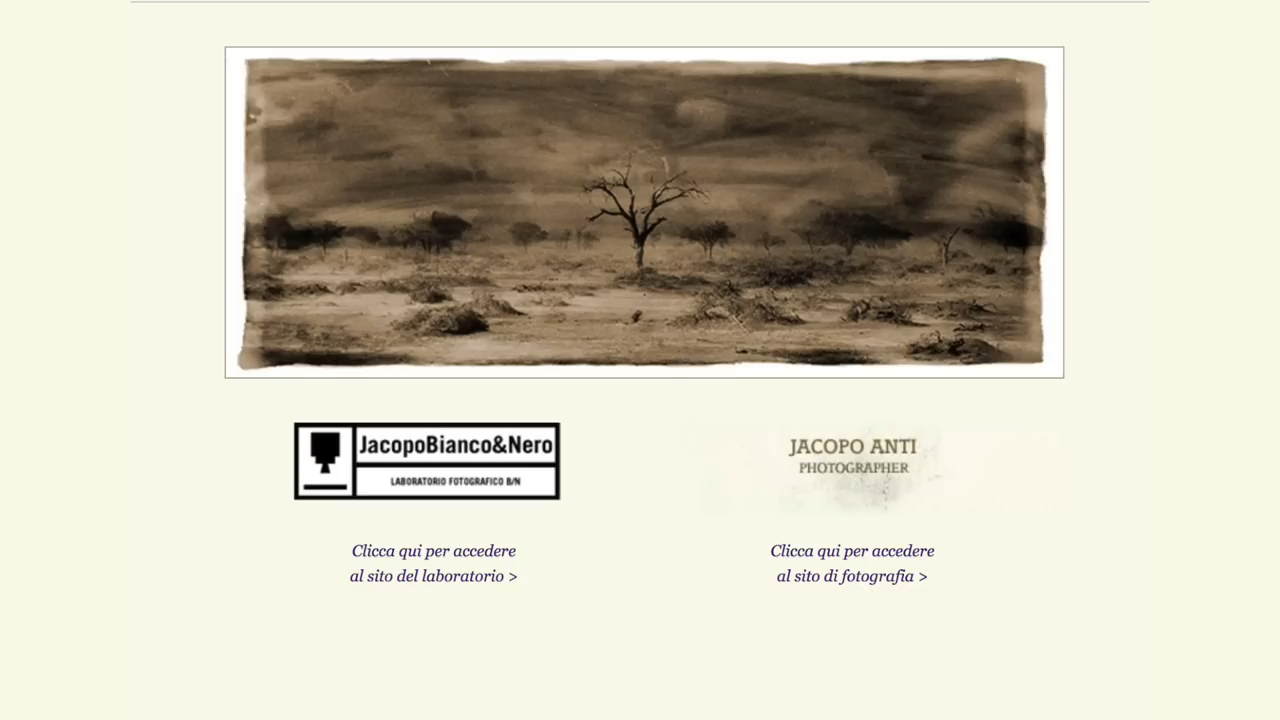 JacopoBianco&Nero
LABORATORIO FOTOGRAFICO B/N
JACOPO ANTI
PHOTOGRAPHER
Clicca qui per accedere
al sito del laboratorio >
Clicca qui per accedere
al sito di fotografia >